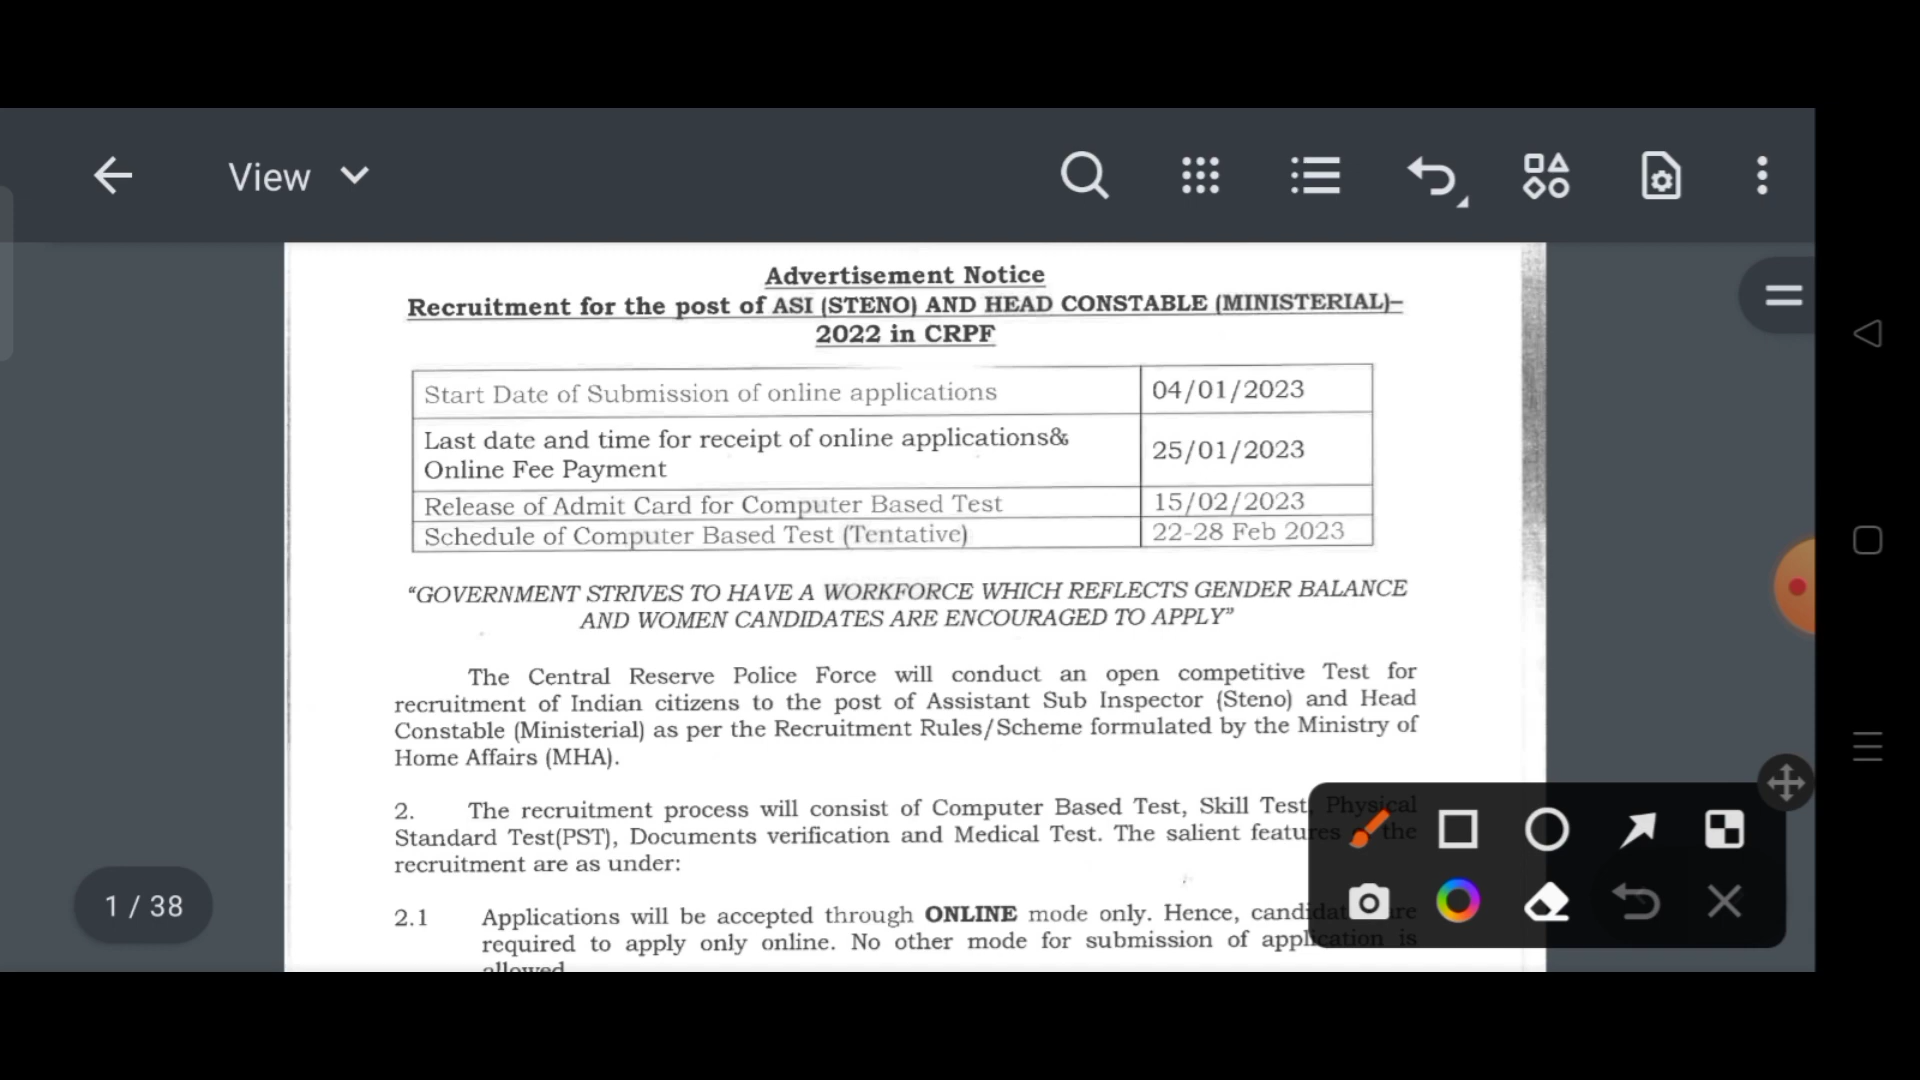 View
Advertisement Notice
Recruitment for the post of ASI (STENO) AND HEAD CONSTABLE (MINISTERIAL)–
2022 in CRPF
Start Date of Submission of online applications 04/01/2023
Last date and time for receipt of online applications& 25/01/2023
Online Fee Payment
Release of Admit Card for Computer Based Test 15/02/2023
Schedule of Computer Based Test (Tentative) 22-28 Feb 2023
“GOVERNMENT STRIVES TO HAVE A WORKFORCE WHICH REFLECTS GENDER BALANCE
AND WOMEN CANDIDATES ARE ENCOURAGED TO APPLY”
The Central Reserve Police Force will conduct an open competitive Test for
recruitment of Indian citizens to the post of Assistant Sub Inspector (Steno) and Head
Constable (Ministerial) as per the Recruitment Rules/Scheme formulated by the Ministry of
Home Affairs (MHA).
2. The recruitment process will consist of Computer Based Test, Skill Test, Physical
Standard Test(PST), Documents verification and Medical Test. The salient features the
recruitment are as under:
2.1 Applications will be accepted through ONLINE mode only. Hence,
required to apply only online. No other mode for submission of application is
allowed
1 / 38